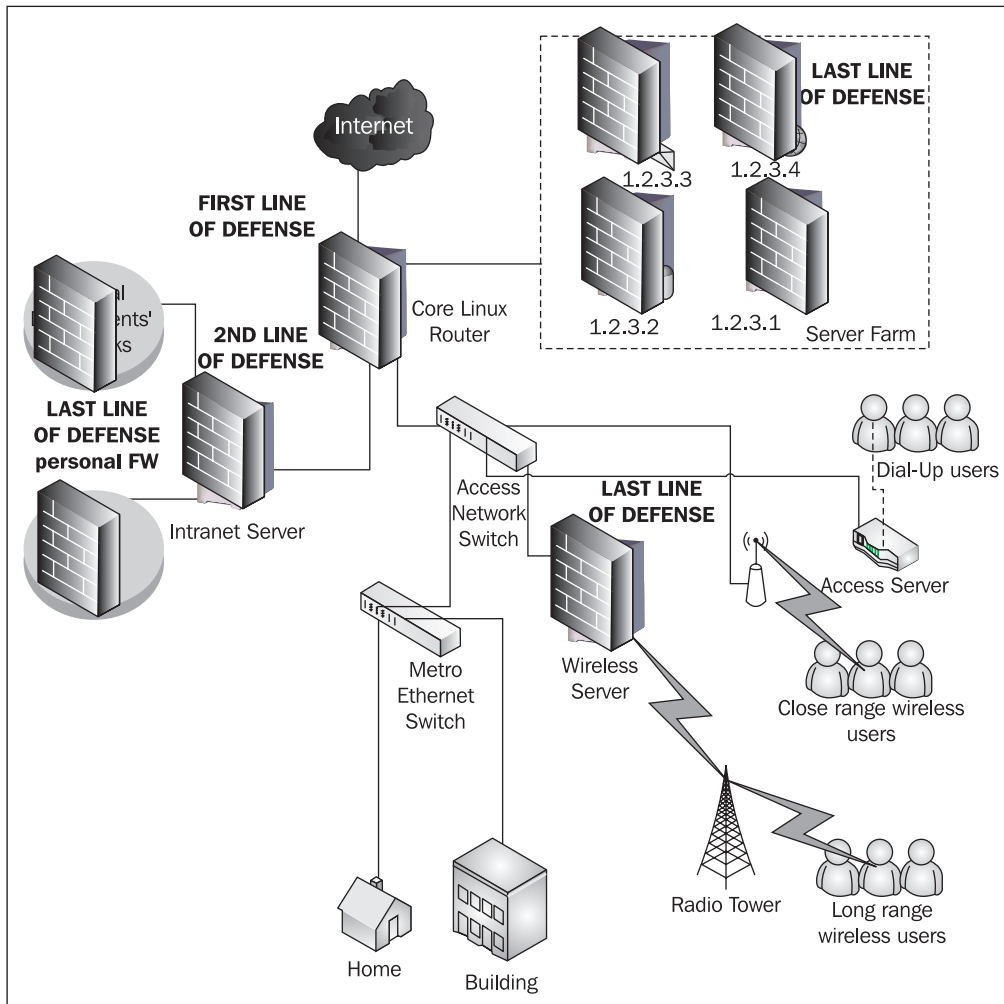 LAST LINE
OF DEFENSE
Internet
1.2.3.3
1.2.3.4
FIRST LINE
OF DEFENSE
Core Linux
Router
1.2.3.2
1.2.3.1
Server Farm
2ND LINE
OF DEFENSE
LAST LINE
OF DEFENSE
personal FW
Intranet Server
Access
Network
Switch
LAST LINE
OF DEFENSE
Dial-Up users
Access Server
Metro
Ethernet
Switch
Wireless
Server
Close range wireless
users
Radio Tower
Long range
wireless users
Home
Building